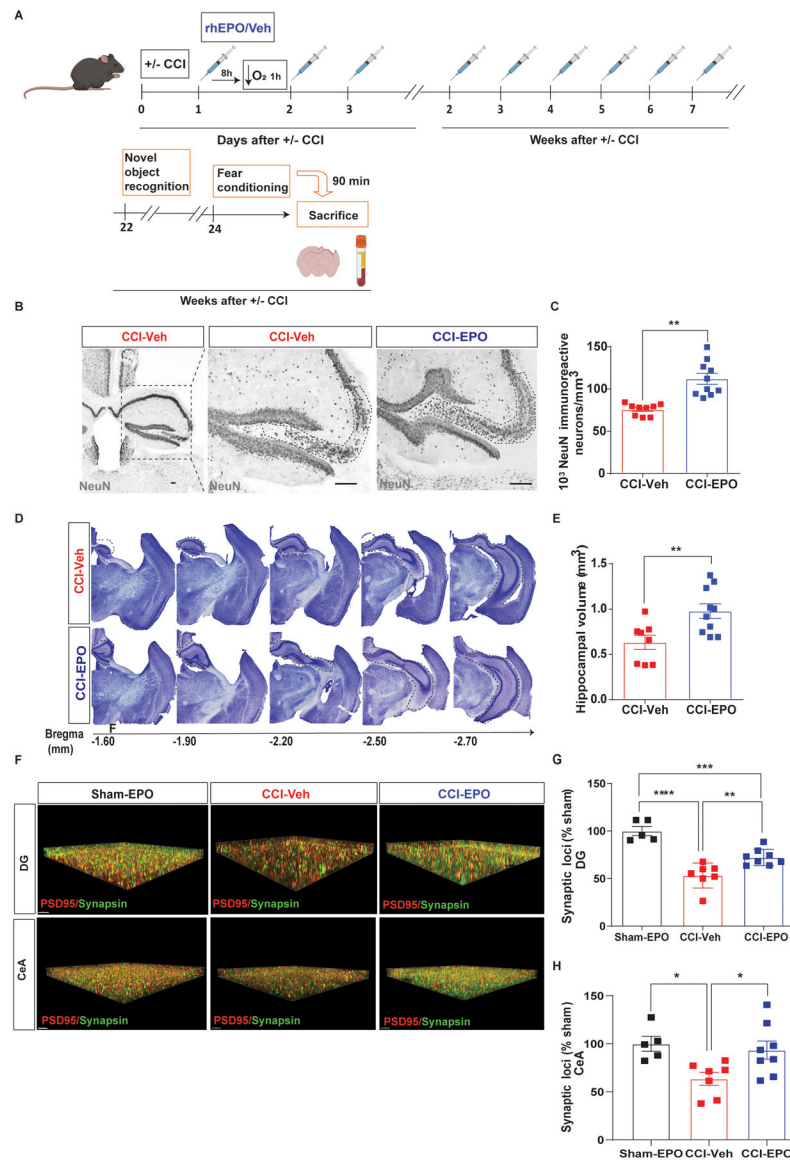 A
rhEPO/Veh
+/- CCI
8h
↓O₂ 1h
0 1 2 3 2 3 4 5 6 7
Days after +/- CCI
Weeks after +/- CCI
Novel object recognition
Fear conditioning
90 min
Sacrifice
22 24
Weeks after +/- CCI
B
CCI-Veh CCI-Veh CCI-EPO
NeuN NeuN NeuN
C
**
10³ NeuN immunoreactive
neurons/mm³
150
100
50
0
CCI-Veh CCI-EPO
D
CCI-Veh
CCI-EPO
Bregma
(mm)
F
-1.60 -1.90 -2.20 -2.50 -2.70
E
**
Hippocampal volume (mm³)
1.5
1.0
0.5
0.0
CCI-Veh CCI-EPO
F
Sham-EPO CCI-Veh CCI-EPO
DG
PSD95/Synapsin PSD95/Synapsin PSD95/Synapsin
CeA
PSD95/Synapsin PSD95/Synapsin PSD95/Synapsin
G
***
**** **
Synaptic loci (% sham)
DG
150
100
50
0
Sham-EPO CCI-Veh CCI-EPO
H
* *
Synaptic loci (% sham)
CeA
150
100
50
0
Sham-EPO CCI-Veh CCI-EPO